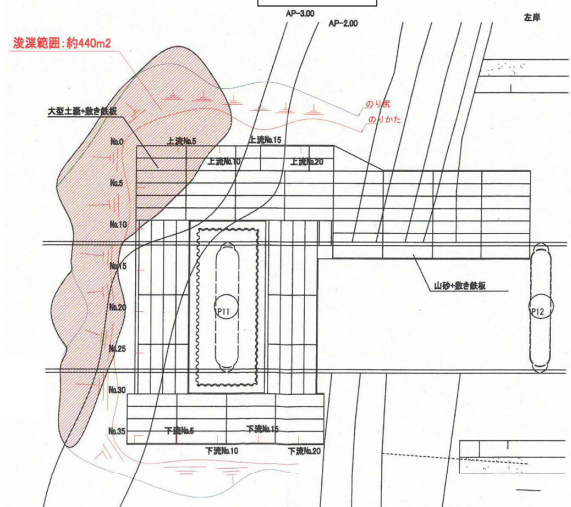 AP-3.00
AP-2.00
左岸
浚渫範囲:約440m2
のり尻
のりかた
大型土嚢+敷き鉄板
No.0
上流No.5
上流No.15
上流No.10
上流No.20
No.5
No.10
No.15
No.20
No.25
No.30
No.35
山砂+敷き鉄板
P11
P12
下流No.5
下流No.15
下流No.10
下流No.20